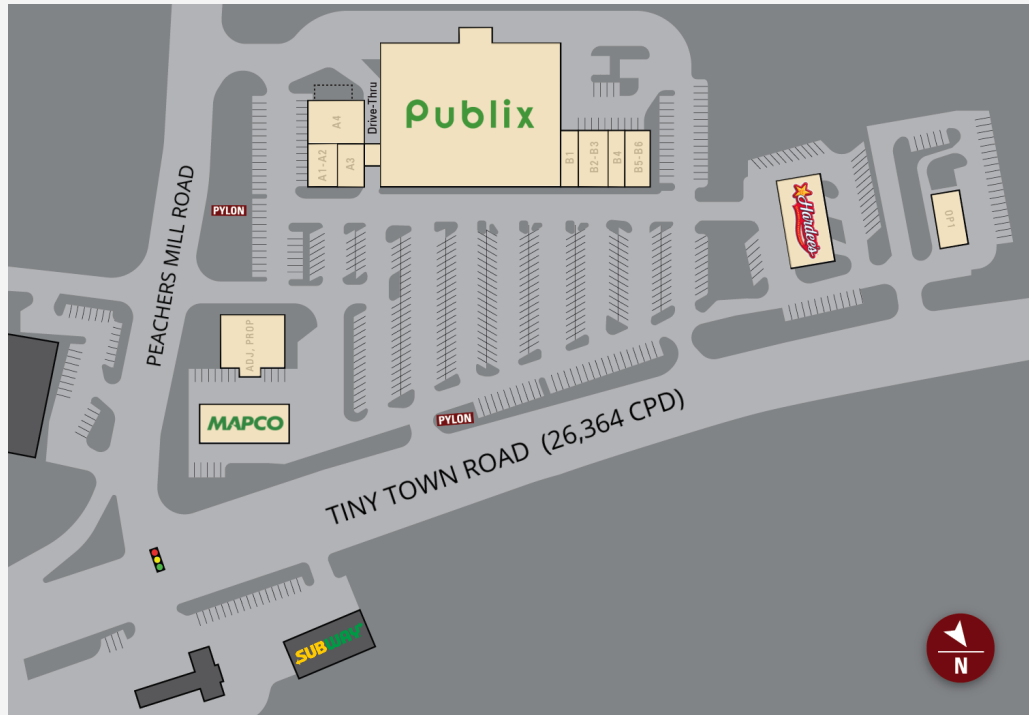 Publix
Drive-Thru
A4
A1-A2
A3
B1
B2-B3
B4
B5-B6
Hardee's
OP1
PYLON
PEACHERS MILL ROAD
ADJ. PROP
MAPCO
PYLON
TINY TOWN ROAD (26,364 CPD)
SUBWAY
N